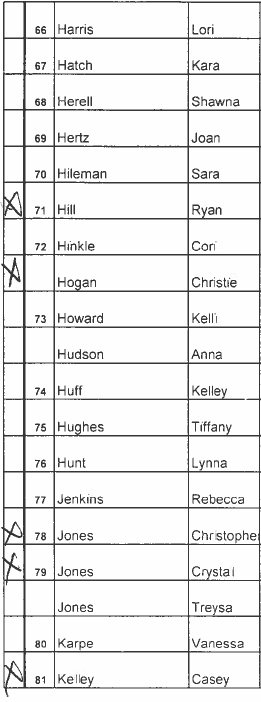 66 Harris Lori
67 Hatch Kara
68 Herell Shawna
69 Hertz Joan
70 Hileman Sara
71 Hill Ryan
72 Hinkle Cori
Hogan Christie
73 Howard Kelli
Hudson Anna
74 Huff Kelley
75 Hughes Tiffany
76 Hunt Lynna
77 Jenkins Rebecca
78 Jones Christopher
79 Jones Crystal
Jones Treysa
80 Karpe Vanessa
81 Kelley Casey